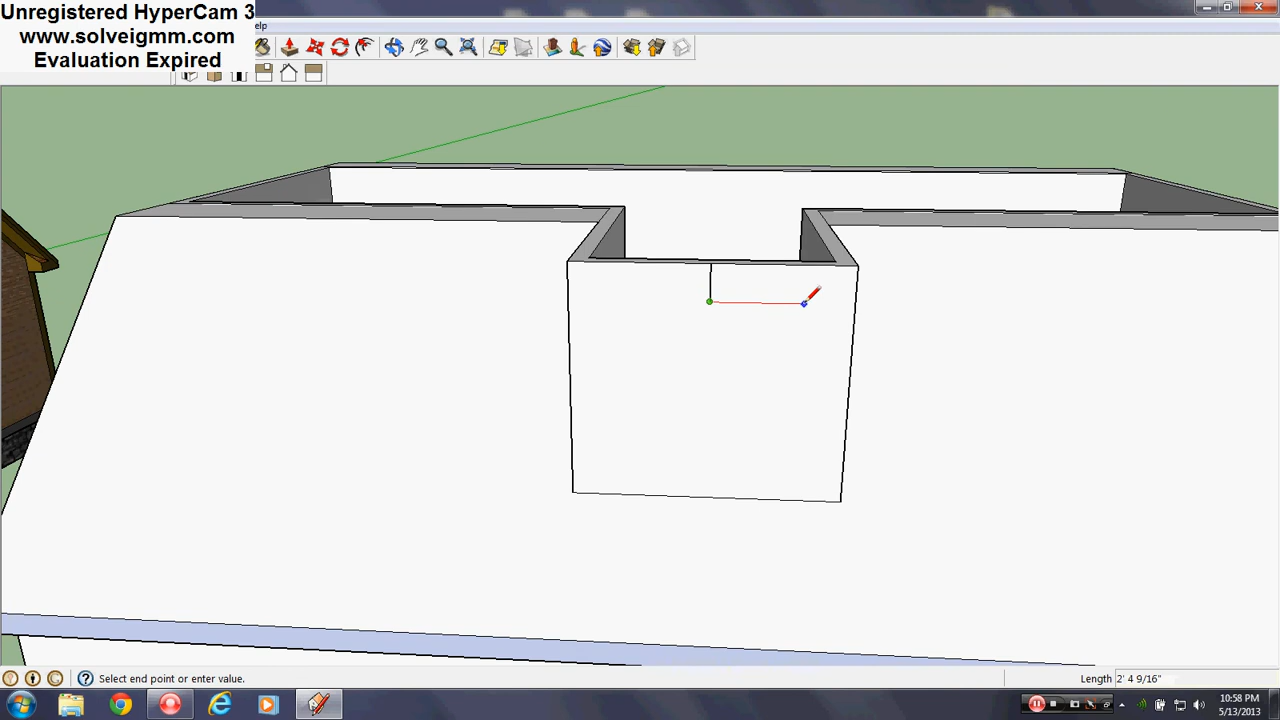 Unregistered HyperCam 3
www.solveigmm.com
Evaluation Expired
elp
Select end point or enter value.
Length 2' 4 9/16"
10:58 PM
5/13/2013